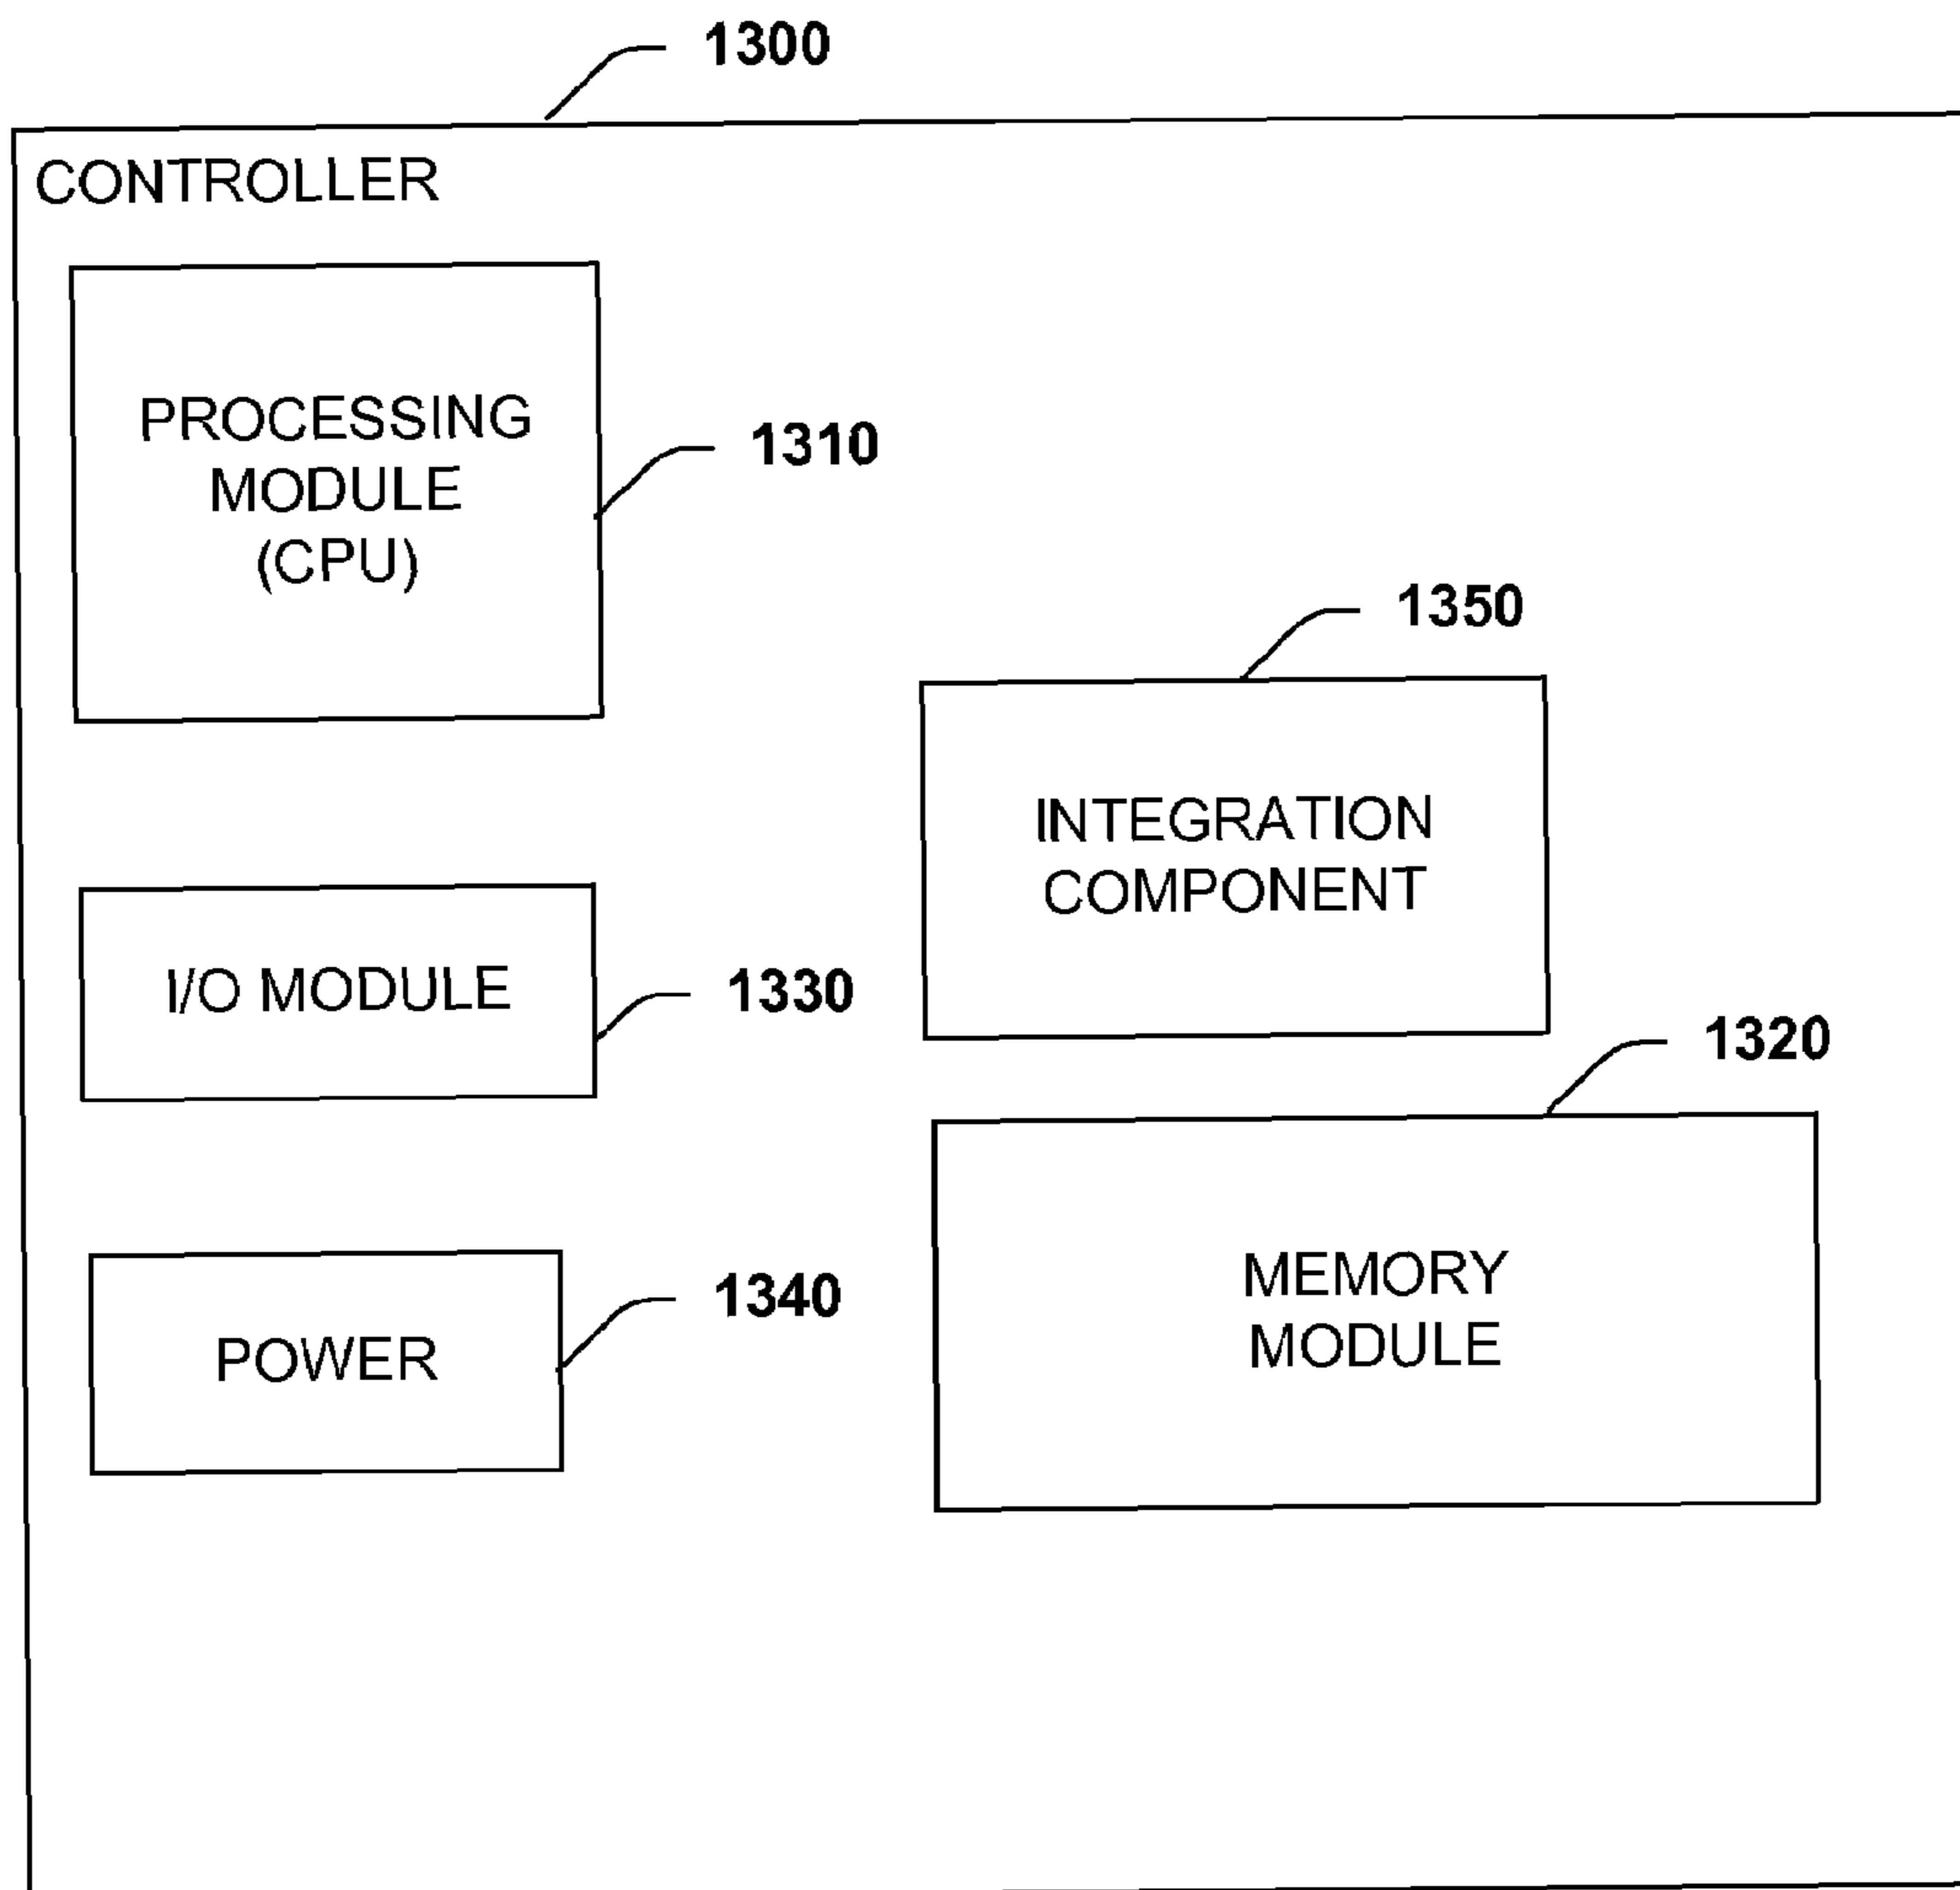 1300
CONTROLLER
PROCESSING
MODULE
(CPU)
1310
1350
INTEGRATION
COMPONENT
I/O MODULE
1330
1320
MEMORY
MODULE
POWER
1340